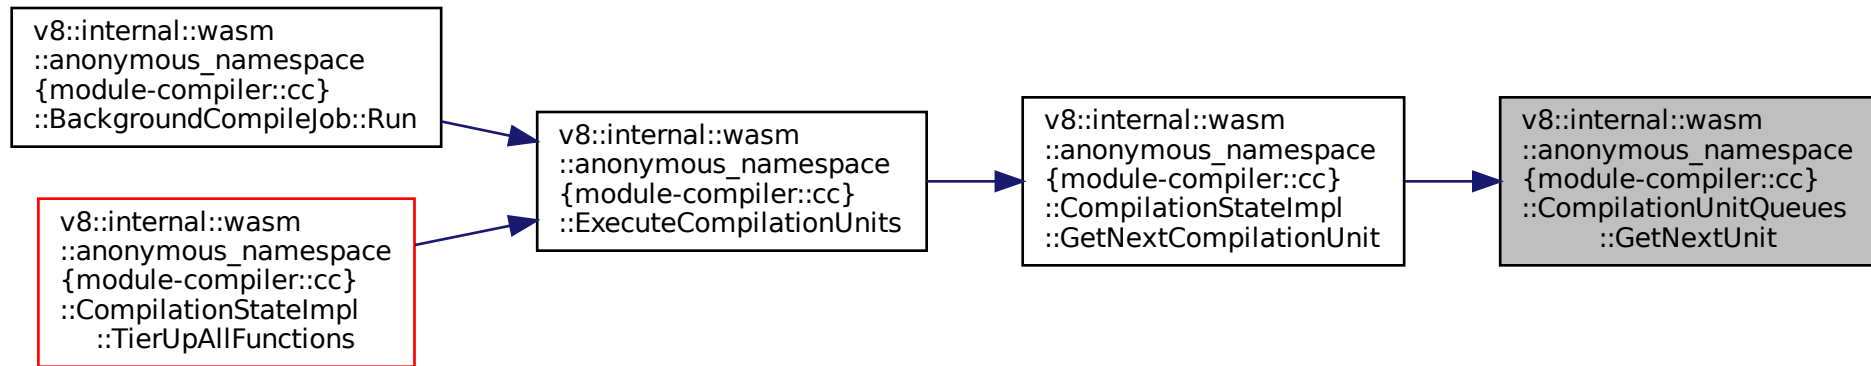 v8::internal::wasm
::anonymous_namespace
{module-compiler::cc}
::BackgroundCompileJob::Run
v8::internal::wasm
::anonymous_namespace
{module-compiler::cc}
::CompilationStateImpl
::TierUpAllFunctions
v8::internal::wasm
::anonymous_namespace
{module-compiler::cc}
::ExecuteCompilationUnits
v8::internal::wasm
::anonymous_namespace
{module-compiler::cc}
::CompilationStateImpl
::GetNextCompilationUnit
v8::internal::wasm
::anonymous_namespace
{module-compiler::cc}
::CompilationUnitQueues
::GetNextUnit